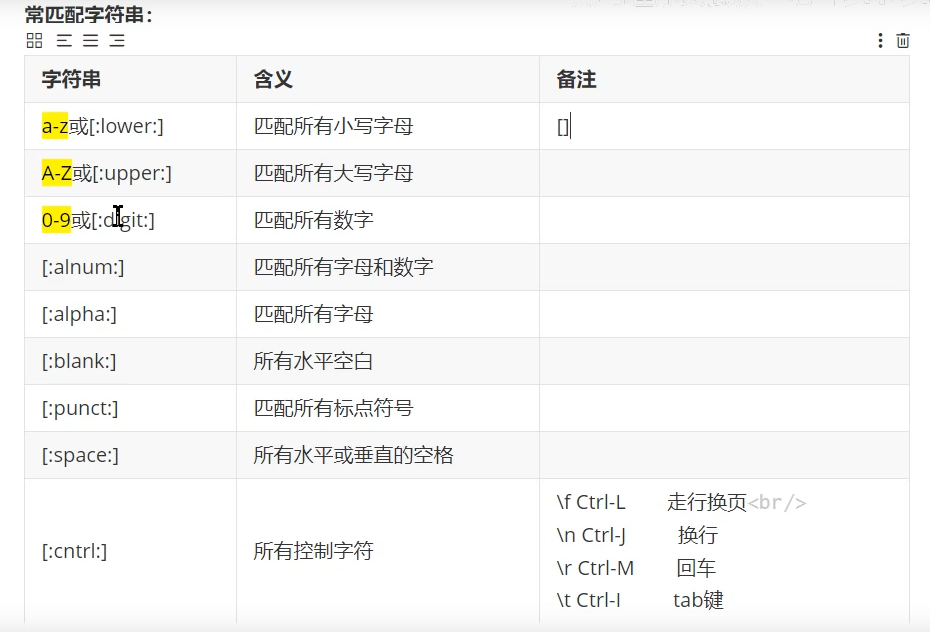 常匹配字符串:
字符串 含义 备注
a-z或[:lower:] 匹配所有小写字母 []
A-Z或[:upper:] 匹配所有大写字母
0-9或[:digit:] 匹配所有数字
[:alnum:] 匹配所有字母和数字
[:alpha:] 匹配所有字母
[:blank:] 所有水平空白
[:punct:] 匹配所有标点符号
[:space:] 所有水平或垂直的空格
[:cntrl:] 所有控制字符
\f Ctrl-L 走行换页<br/>
\n Ctrl-J 换行
\r Ctrl-M 回车
\t Ctrl-I tab键